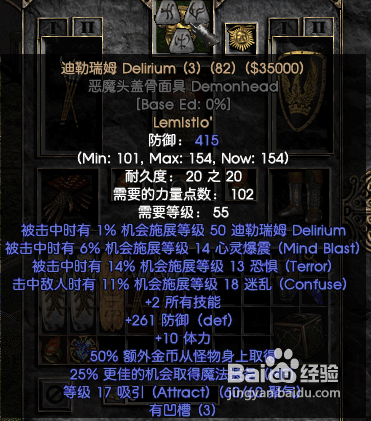 迪勒瑞姆 Delirium (3) (82) ($35000)
恶魔头盖骨面具 Demonhead
[Base Ed: 0%]
LemIstIo'
防御: 415
(Min: 101, Max: 154, Now: 154)
耐久度: 20 之 20
需要的力量点数: 102
需要等级: 55
被击中时有 1% 机会施展等级 50 迪勒瑞姆 Delirium
被击中时有 6% 机会施展等级 14 心灵爆震 (Mind Blast)
被击中时有 14% 机会施展等级 13 恐惧 (Terror)
击中敌人时有 11% 机会施展等级 18 迷乱 (Confuse)
+2 所有技能
+261 防御 (def)
+10 体力
50% 额外金币从怪物身上取得
25% 更佳的机会取得魔法
等级 17 吸引 (Attract) (60/60
有凹槽 (3)
Bai 百度经验
jingyan.baidu.com